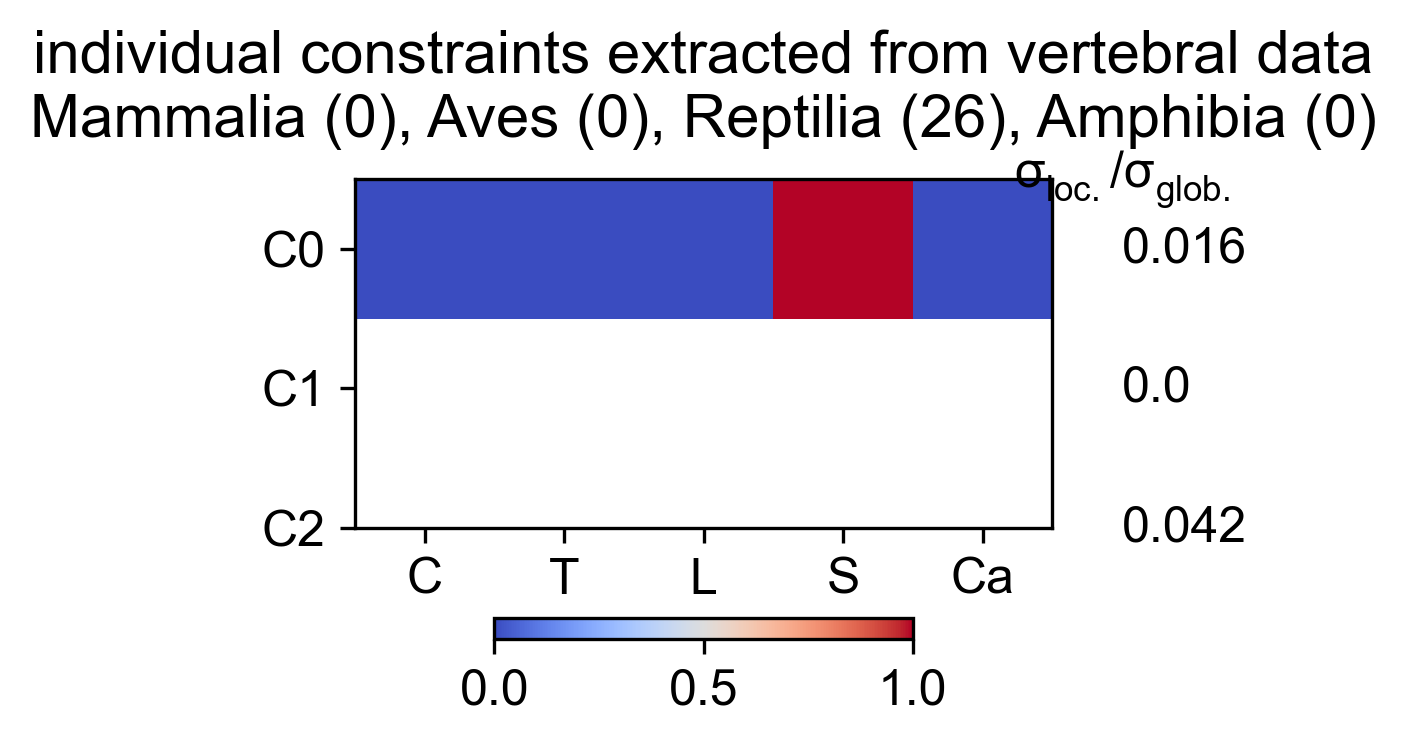 individual constraints extracted from vertebral data
Mammalia (0), Aves (0), Reptilia (26), Amphibia (0)
σloc. /σglob.
C0 0.016
C1 0.0
C2 0.042
C T L S Ca
0.0 0.5 1.0